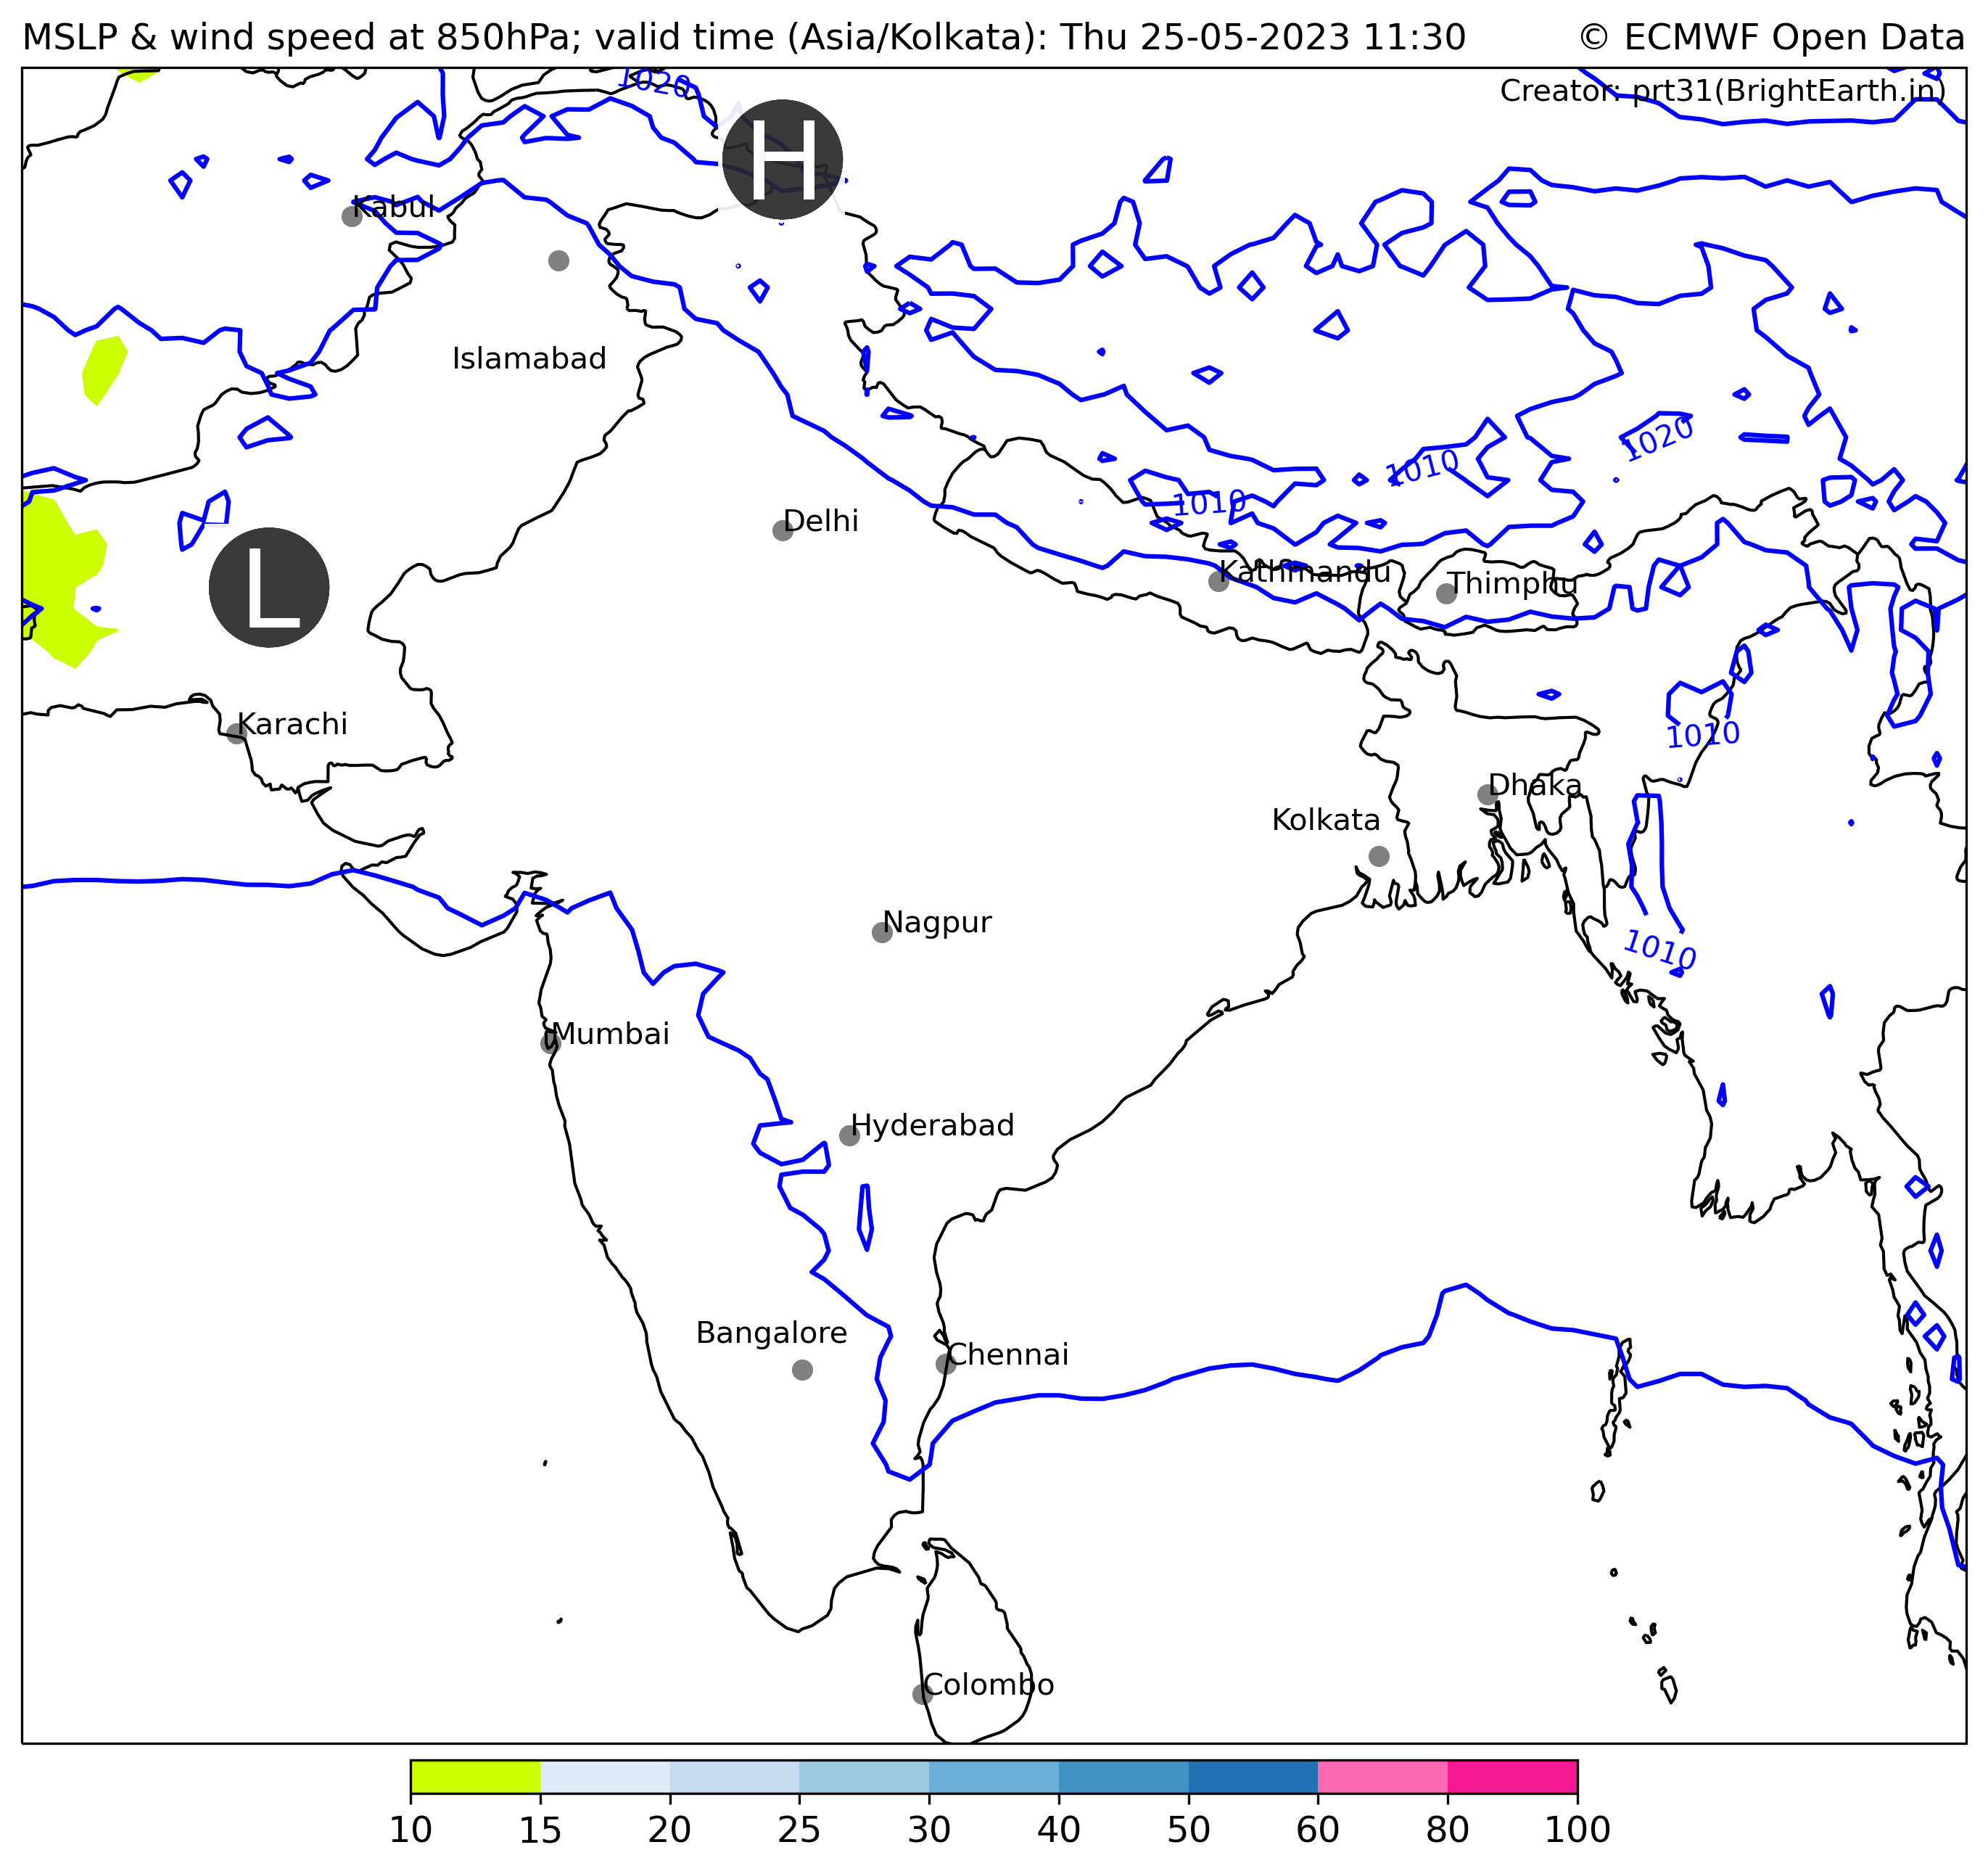 MSLP & wind speed at 850hPa; valid time (Asia/Kolkata): Thu 25-05-2023 11:30
© ECMWF Open Data
Creator: prt31(BrightEarth.in)
1020
H
Kabul
Islamabad
1020
1010
1010
Delhi
Kathmandu
Thimphu
L
Karachi
1010
Dhaka
Kolkata
Nagpur
1010
Mumbai
Hyderabad
Bangalore
Chennai
Colombo
10 15 20 25 30 40 50 60 80 100